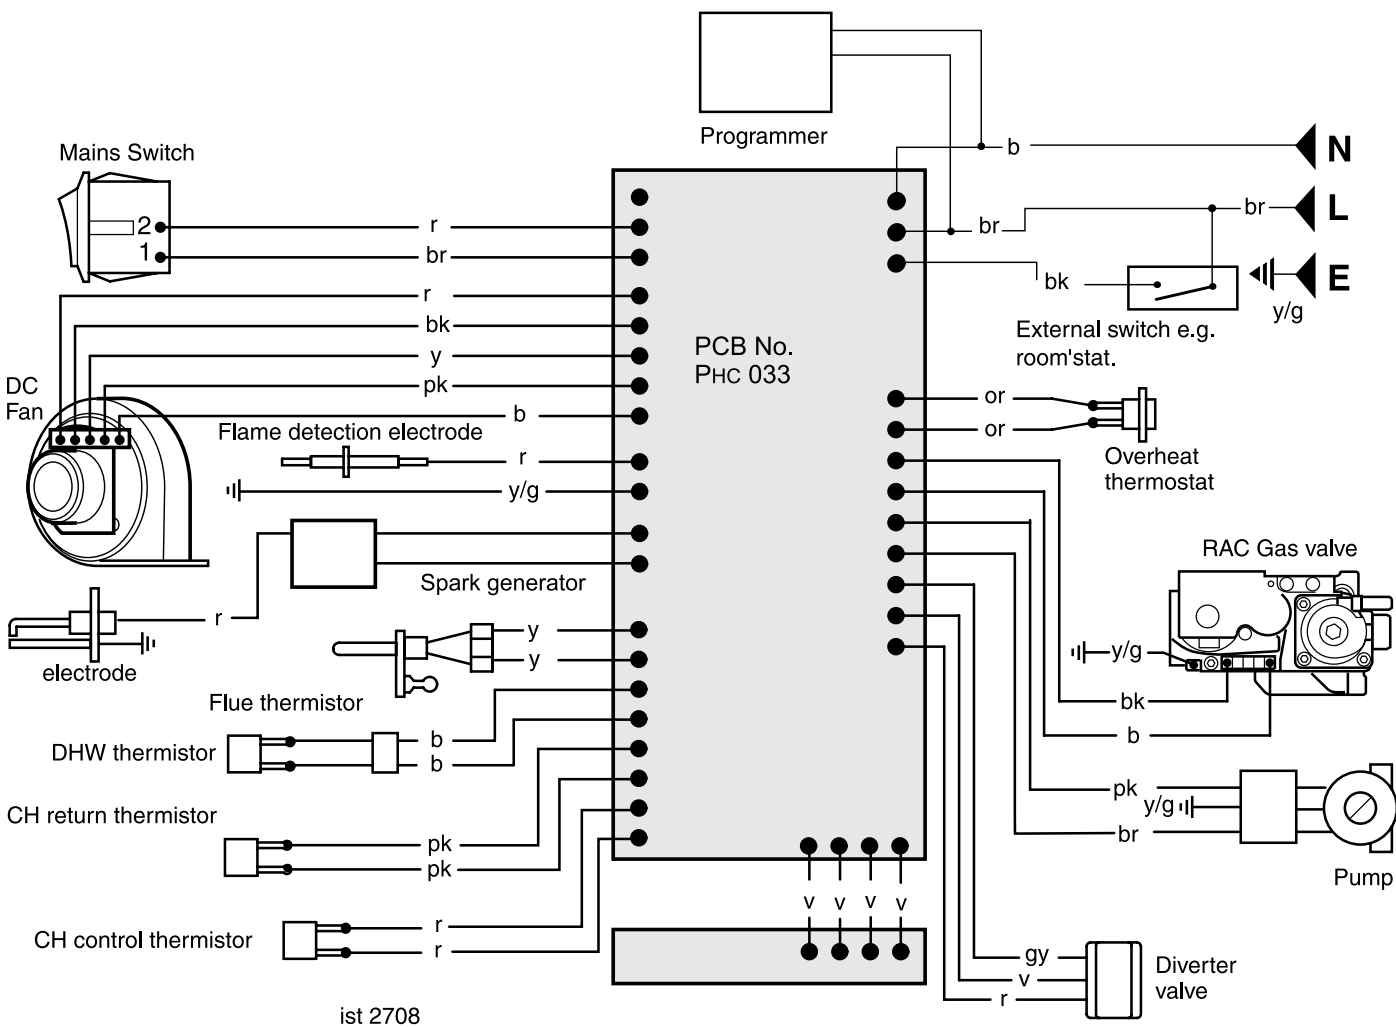 Programmer
b
N
Mains Switch
br
L
2
r
br
1
br
bk
E
y/g
r
External switch e.g.
room'stat.
bk
PCB No.
PHC 033
y
DC
Fan
pk
or
b
or
Flame detection electrode
r
Overheat
thermostat
y/g
RAC Gas valve
Spark generator
r
y
y
y/g
electrode
Flue thermistor
bk
b
DHW thermistor
b
b
pk
y/g
CH return thermistor
br
pk
pk
Pump
v
v
v
v
r
CH control thermistor
r
gy
v
r
Diverter
valve
ist 2708